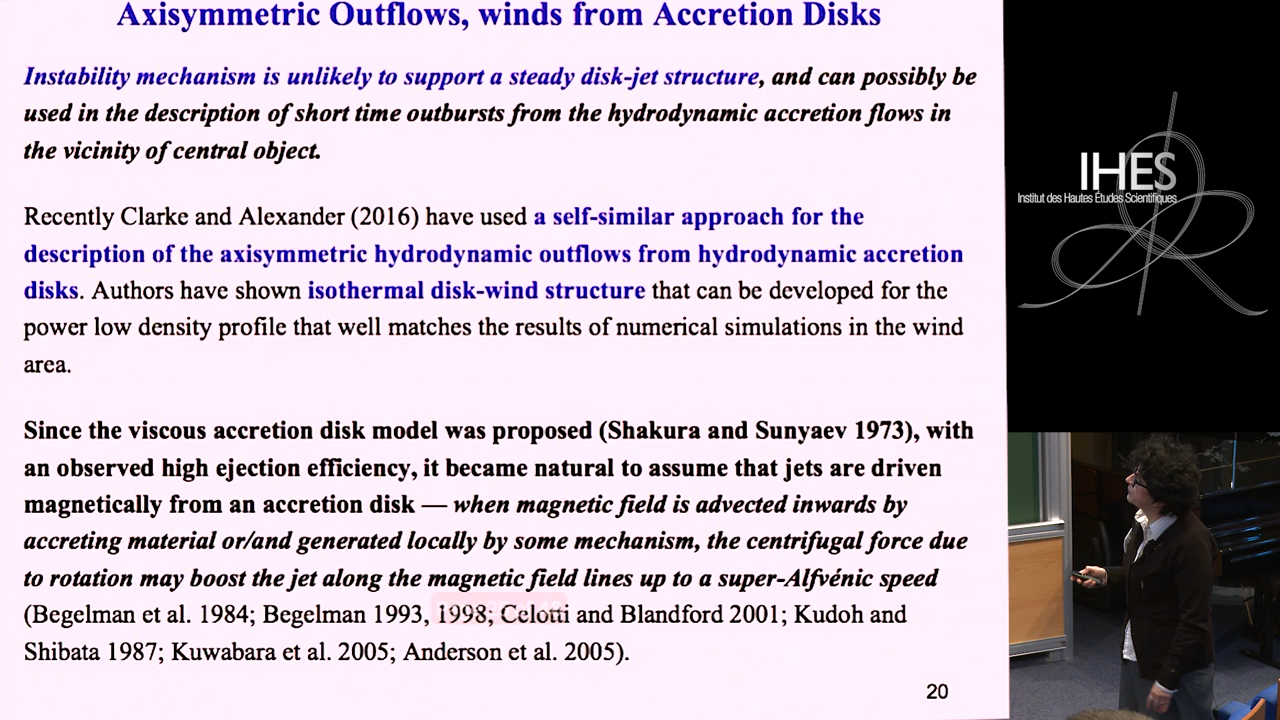 Axisymmetric Outflows, winds from Accretion Disks
Instability mechanism is unlikely to support a steady disk-jet structure, and can possibly be
used in the description of short time outbursts from the hydrodynamic accretion flows in
the vicinity of central object.
Recently Clarke and Alexander (2016) have used a self-similar approach for the
description of the axisymmetric hydrodynamic outflows from hydrodynamic accretion
disks. Authors have shown isothermal disk-wind structure that can be developed for the
power low density profile that well matches the results of numerical simulations in the wind
area.
Since the viscous accretion disk model was proposed (Shakura and Sunyaev 1973), with
an observed high ejection efficiency, it became natural to assume that jets are driven
magnetically from an accretion disk — when magnetic field is advected inwards by
accreting material or/and generated locally by some mechanism, the centrifugal force due
to rotation may boost the jet along the magnetic field lines up to a super-Alfvénic speed
(Begelman et al. 1984; Begelman 1993, 1998; Celotti and Blandford 2001; Kudoh and
Shibata 1987; Kuwabara et al. 2005; Anderson et al. 2005).
20
IHES
Institut des Hautes Études Scientifiques